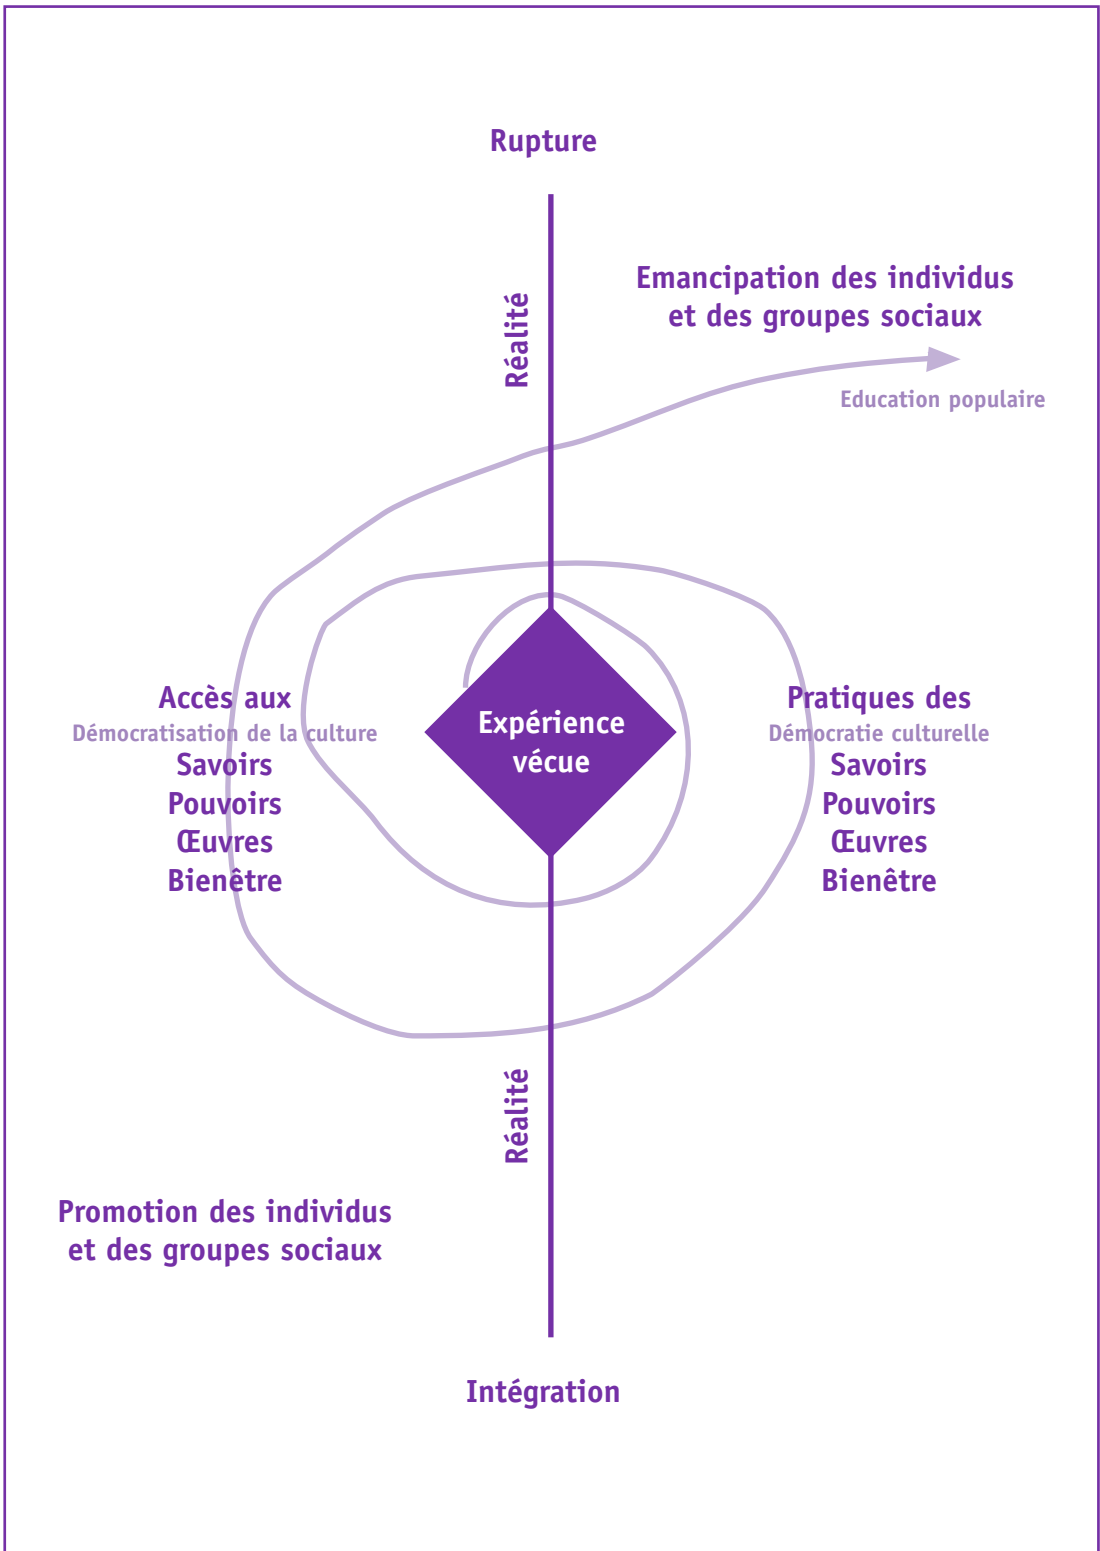 Rupture
Réalité
Emancipation des individus
et des groupes sociaux
Education populaire
Accès aux
Démocratisation de la culture
Savoirs
Pouvoirs
Œuvres
Bienêtre
Expérience
vécue
Pratiques des
Démocratie culturelle
Savoirs
Pouvoirs
Œuvres
Bienêtre
Réalité
Promotion des individus
et des groupes sociaux
Intégration